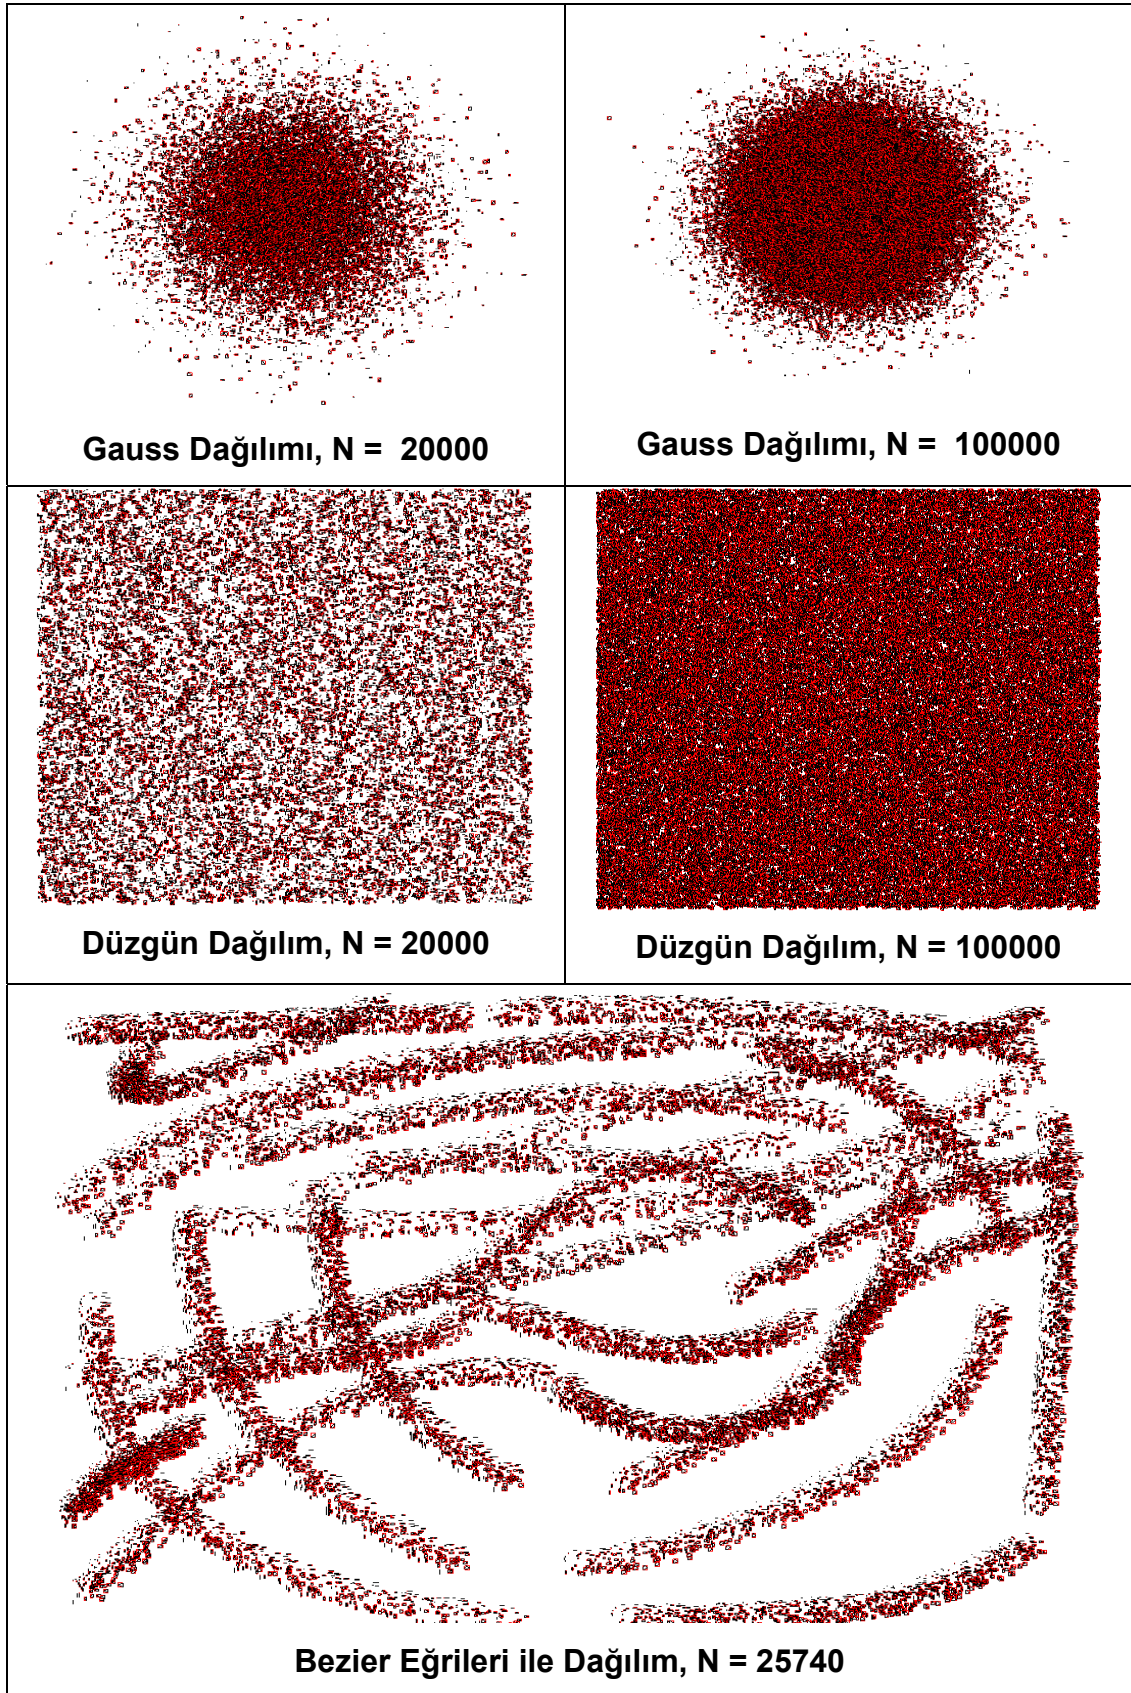 Gauss Dağılımı, N =  20000
Gauss Dağılımı, N =  100000
Düzgün Dağılım, N = 20000
Düzgün Dağılım, N = 100000
Bezier Eğrileri ile Dağılım, N = 25740